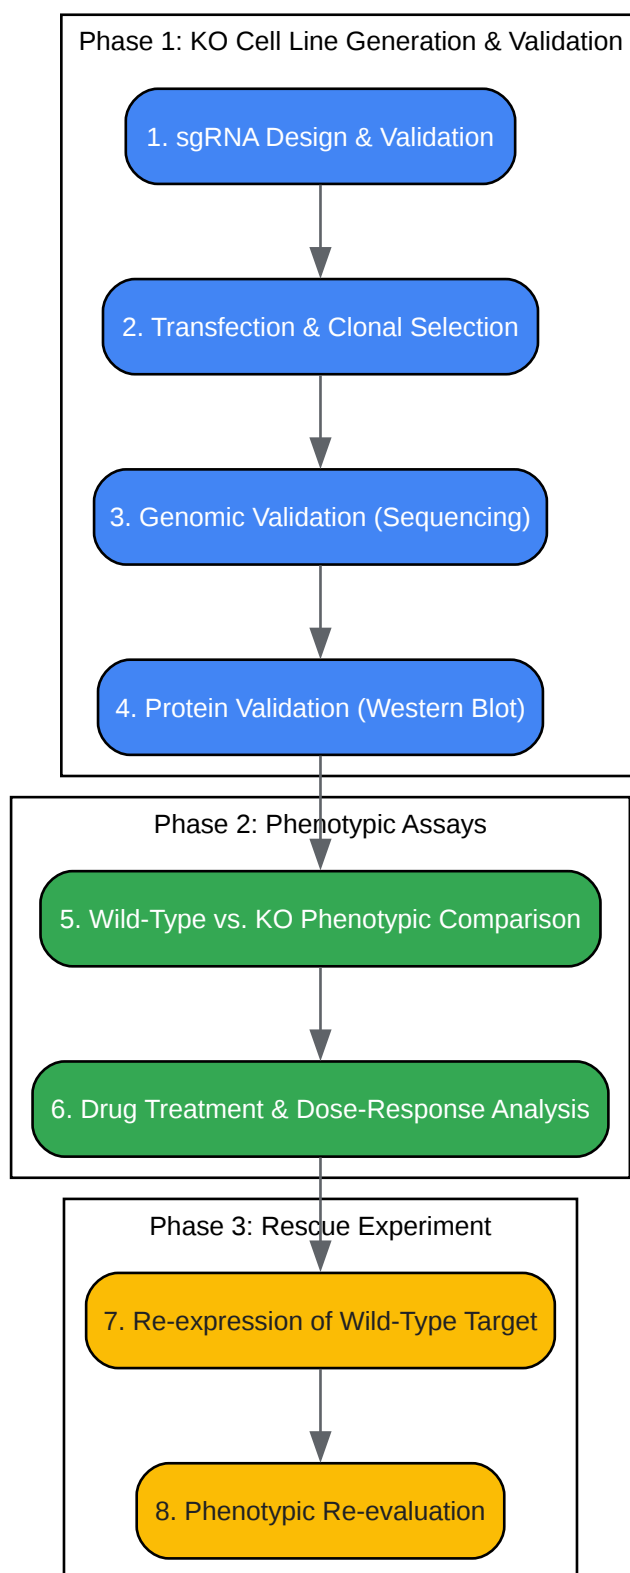 Phase 1: KO Cell Line Generation & Validation
1. sgRNA Design & Validation
2. Transfection & Clonal Selection
3. Genomic Validation (Sequencing)
4. Protein Validation (Western Blot)
Phase 2: Phenotypic Assays
5. Wild-Type vs. KO Phenotypic Comparison
6. Drug Treatment & Dose-Response Analysis
Phase 3: Rescue Experiment
7. Re-expression of Wild-Type Target
8. Phenotypic Re-evaluation